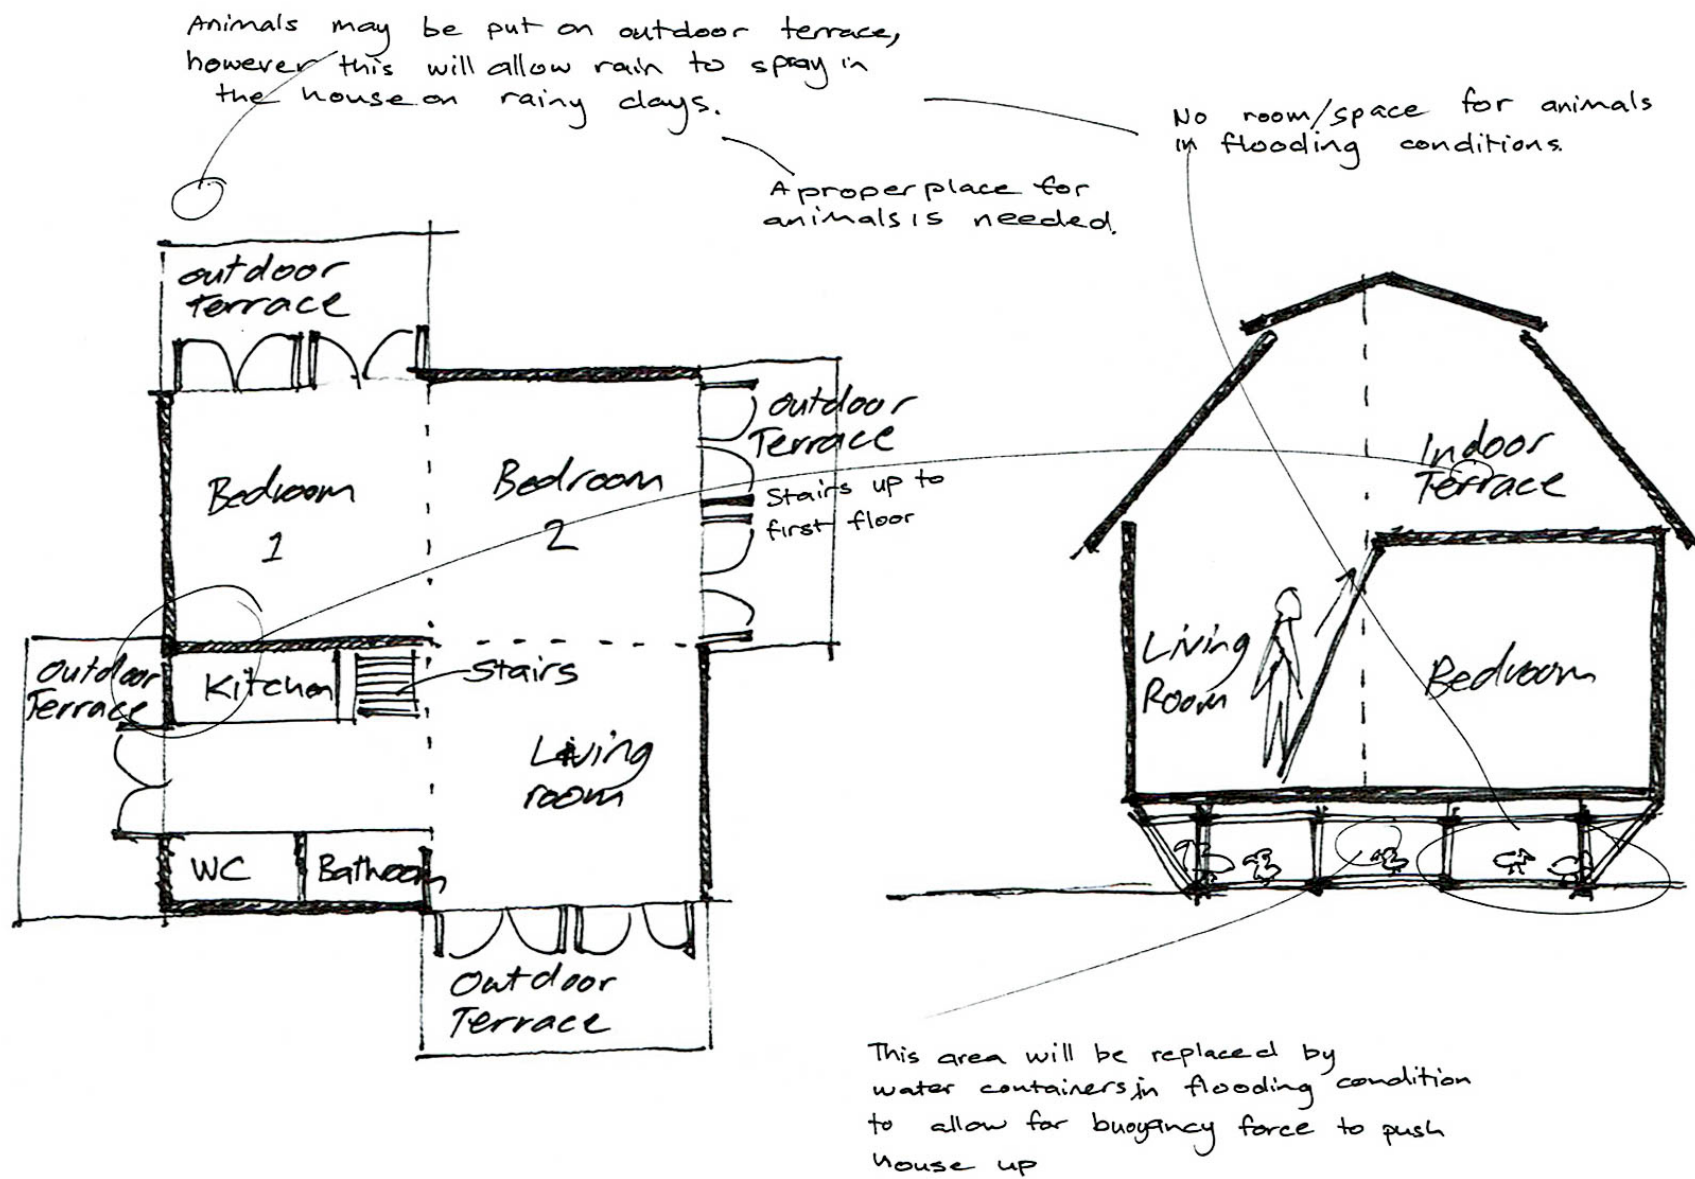 Animals may be put on outdoor terrace,
however this will allow rain to spray in
the house on rainy days.
No room/space for animals
in flooding conditions.
A proper place for
animals is needed.
outdoor
Terrace
outdoor
Terrace
Stairs up to
first floor
Bedroom
1
Bedroom
2
Outdoor
Terrace
Kitchen
Stairs
Living
room
WC
Bathroom
Outdoor
Terrace
Indoor
Terrace
Living
Room
Bedroom
This area will be replaced by
water containers, in flooding condition
to allow for buoyancy force to push
house up